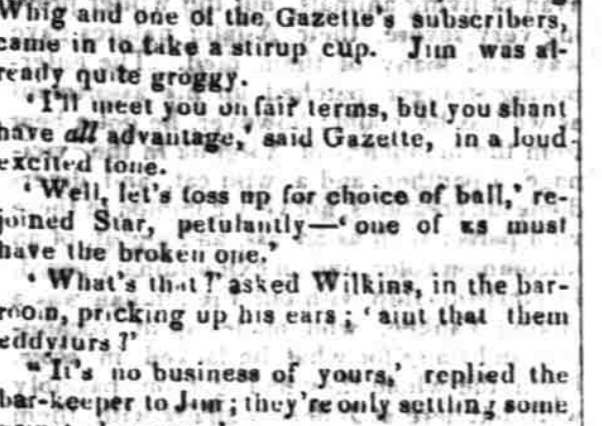 Whig and one of the Gazette's subscribers,
came in to take a stirup cup. Jim was al-
ready quite groggy.
'I'll meet you on fair terms, but you shant
have all advantage,' said Gazette, in a loud
excited tone.
'Well, let's toss up for choice of ball,' re-
joined Star, petulantly—'one of us must
have the broken one.'
'What's that?' asked Wilkins, in the bar-
room, pricking up his ears; 'aint that them
eddyturs?'
"It's no business of yours,' replied the
bar-keeper to Jim; they're only settling some